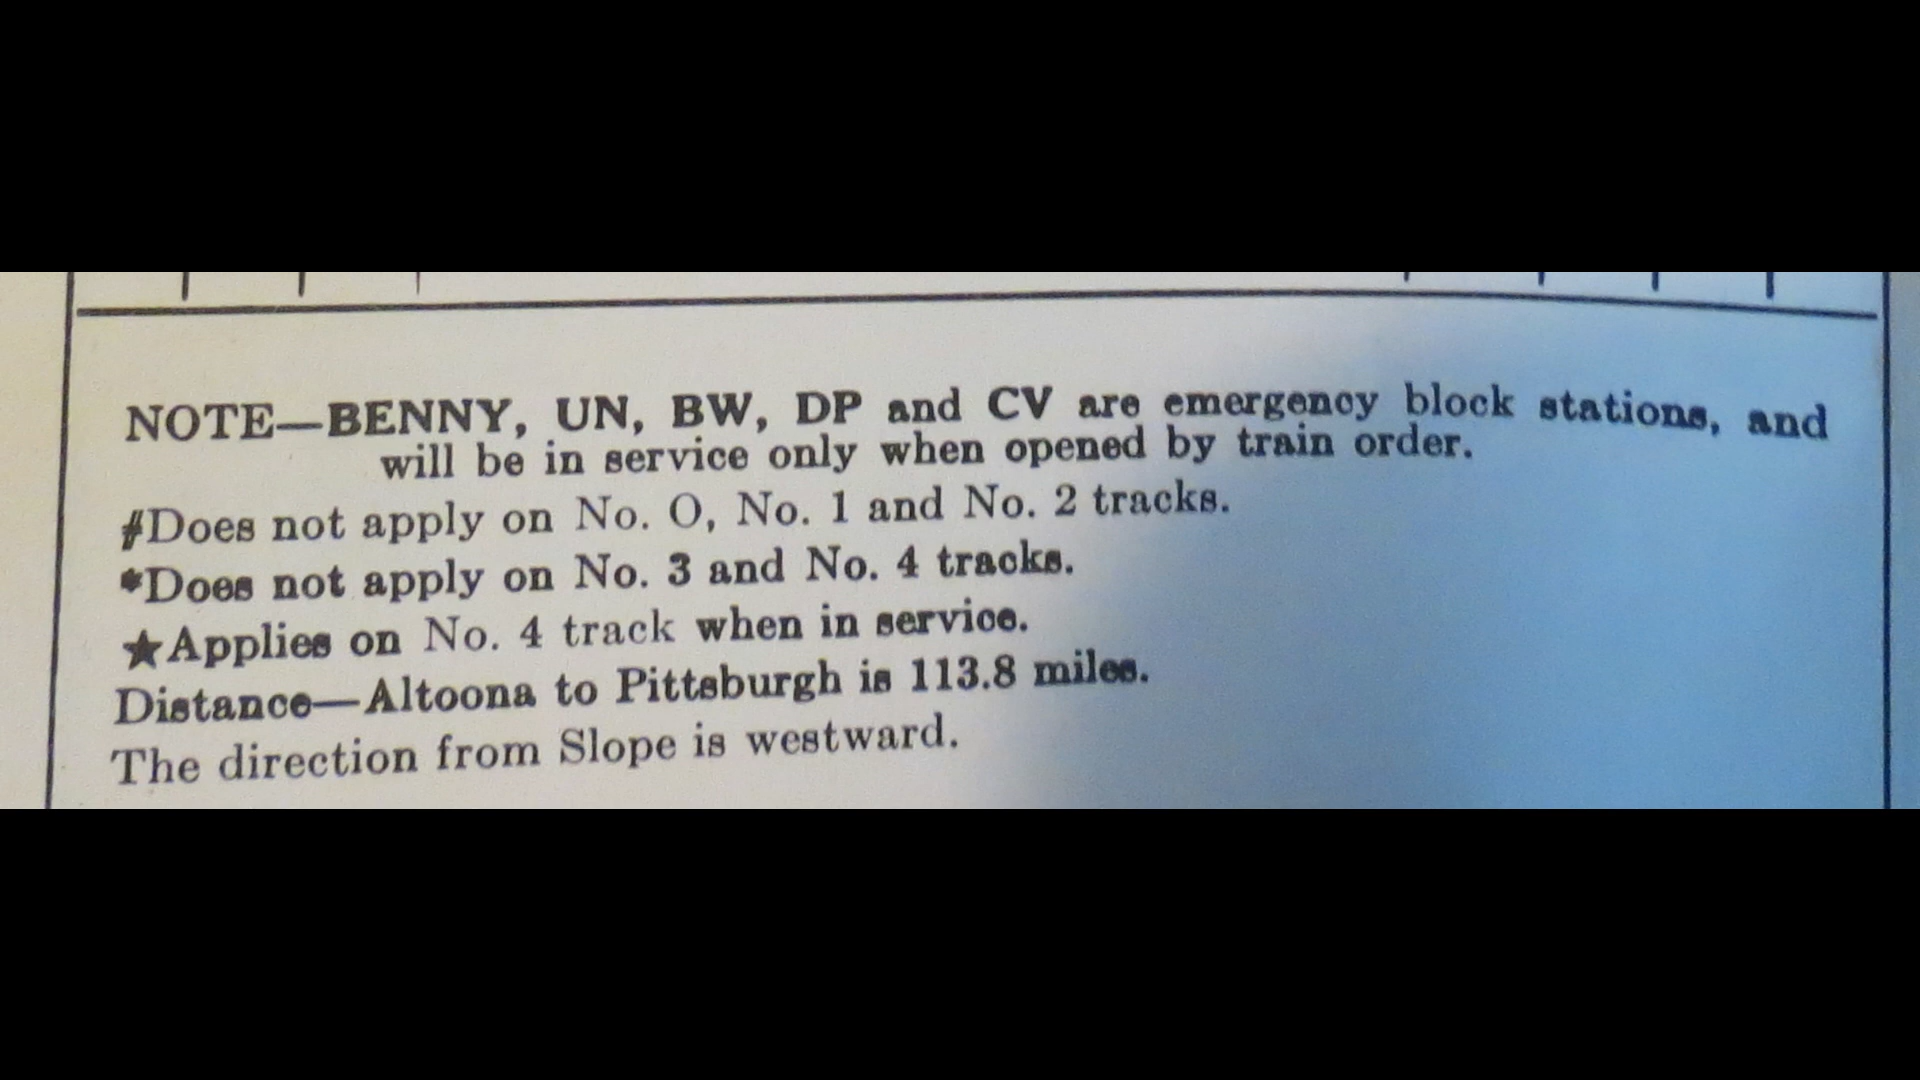 NOTE—BENNY, UN, BW, DP and CV are emergency block stations, and
will be in service only when opened by train order.
#Does not apply on No. O, No. 1 and No. 2 tracks.
*Does not apply on No. 3 and No. 4 tracks.
★Applies on No. 4 track when in service.
Distance—Altoona to Pittsburgh is 113.8 miles.
The direction from Slope is westward.